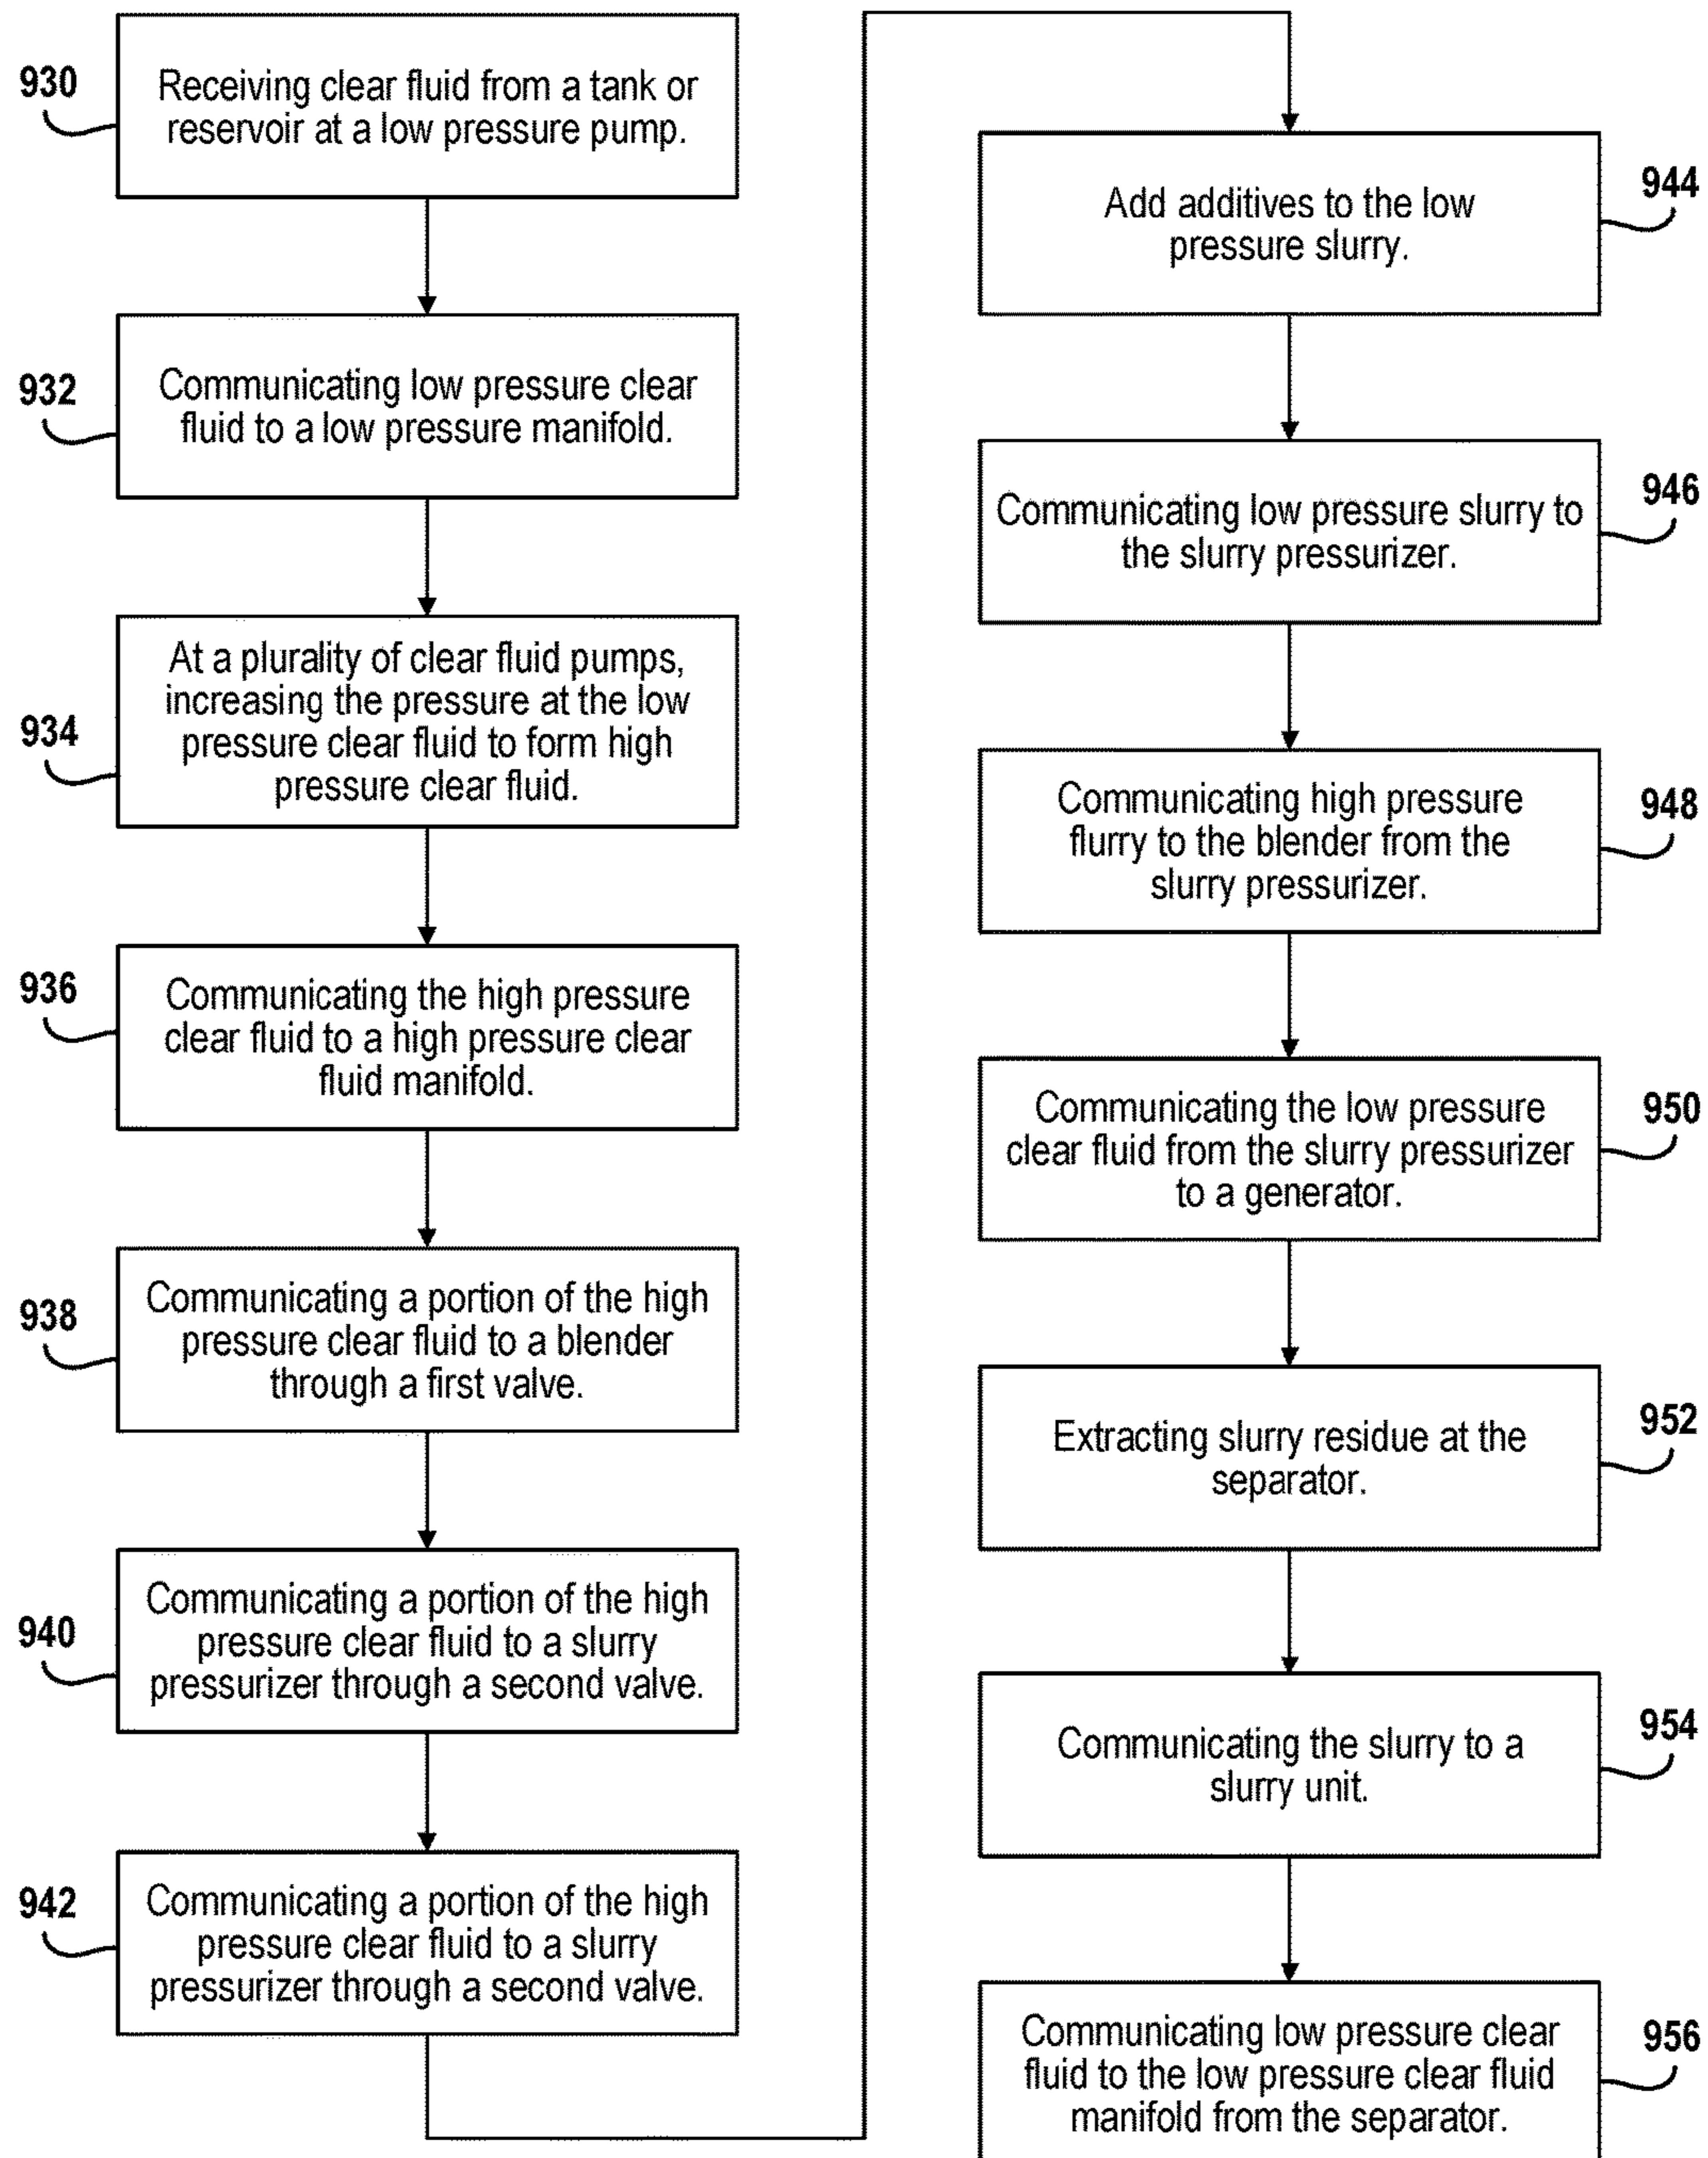 930
Receiving clear fluid from a tank or
reservoir at a low pressure pump.
932
Communicating low pressure clear
fluid to a low pressure manifold.
934
At a plurality of clear fluid pumps,
increasing the pressure at the low
pressure clear fluid to form high
pressure clear fluid.
936
Communicating the high pressure
clear fluid to a high pressure clear
fluid manifold.
938
Communicating a portion of the high
pressure clear fluid to a blender
through a first valve.
940
Communicating a portion of the high
pressure clear fluid to a slurry
pressurizer through a second valve.
942
Communicating a portion of the high
pressure clear fluid to a slurry
pressurizer through a second valve.
944
Add additives to the low
pressure slurry.
946
Communicating low pressure slurry to
the slurry pressurizer.
948
Communicating high pressure
flurry to the blender from the
slurry pressurizer.
950
Communicating the low pressure
clear fluid from the slurry pressurizer
to a generator.
952
Extracting slurry residue at the
separator.
954
Communicating the slurry to a
slurry unit.
956
Communicating low pressure clear
fluid to the low pressure clear fluid
manifold from the separator.